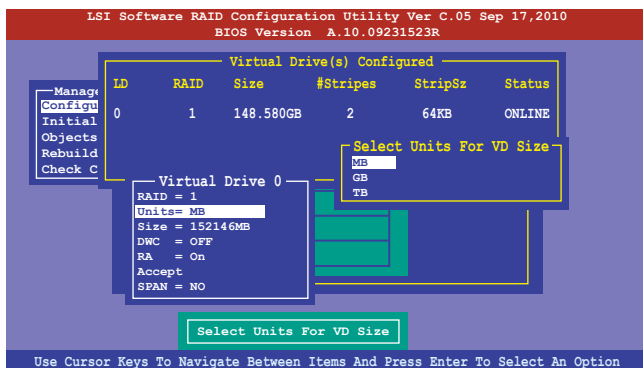 LSI Software RAID Configuration Utility Ver C.05 Sep 17,2010
BIOS Version A.10.09231523R
Virtual Drive(s) Configured
LD RAID Size #Stripes StripSz Status
0 1 148.580GB 2 64KB ONLINE
Manage
Configu
Initial
Objects
Rebuild
Check C
Select Units For VD Size
MB
GB
TB
Virtual Drive 0
RAID = 1
Units= MB
Size = 152146MB
DWC = OFF
RA = On
Accept
SPAN = NO
Select Units For VD Size
Use Cursor Keys To Navigate Between Items And Press Enter To Select An Option